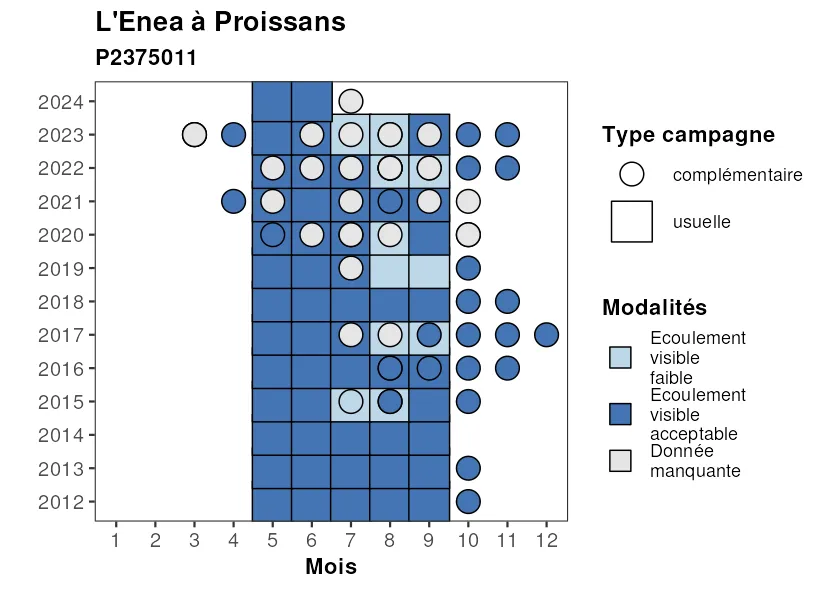 L'Enea à Proissans
P2375011
2024
2023
2022
2021
2020
2019
2018
2017
2016
2015
2014
2013
2012
1 2 3 4 5 6 7 8 9 10 11 12
Mois
Type campagne
complémentaire
usuelle
Modalités
Ecoulement
visible
faible
Ecoulement
visible
acceptable
Donnée
manquante